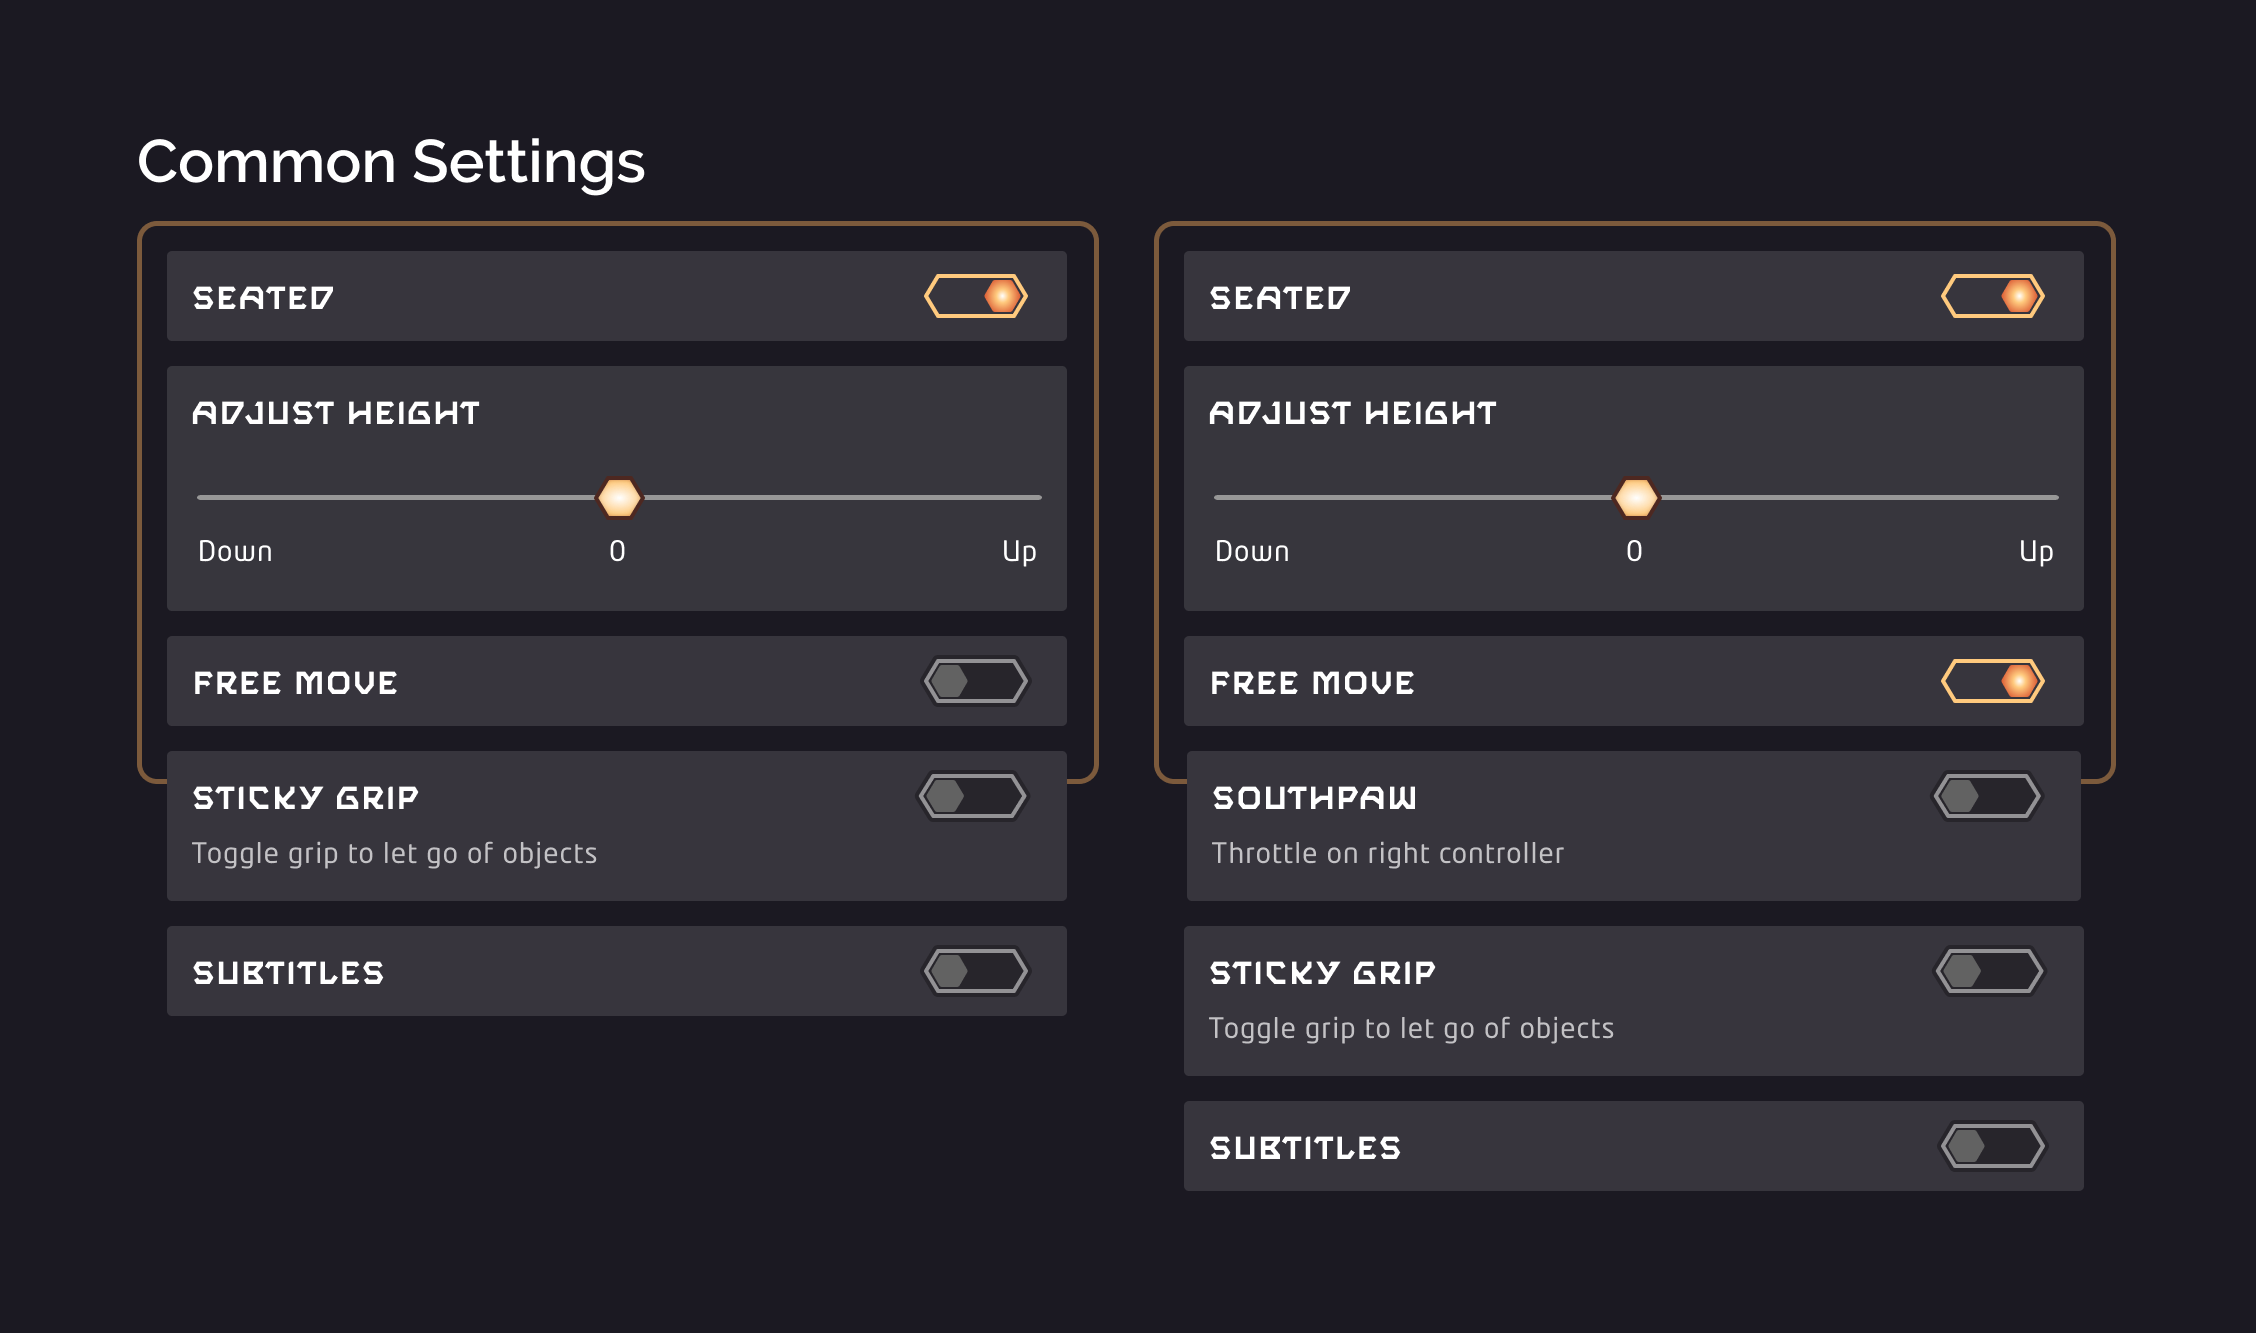 Common Settings
SEATED
ADJUST HEIGHT
Down 0 Up
FREE MOVE
STICKY GRIP
Toggle grip to let go of objects
SUBTITLES
SEATED
ADJUST HEIGHT
Down 0 Up
FREE MOVE
SOUTHPAW
Throttle on right controller
STICKY GRIP
Toggle grip to let go of objects
SUBTITLES